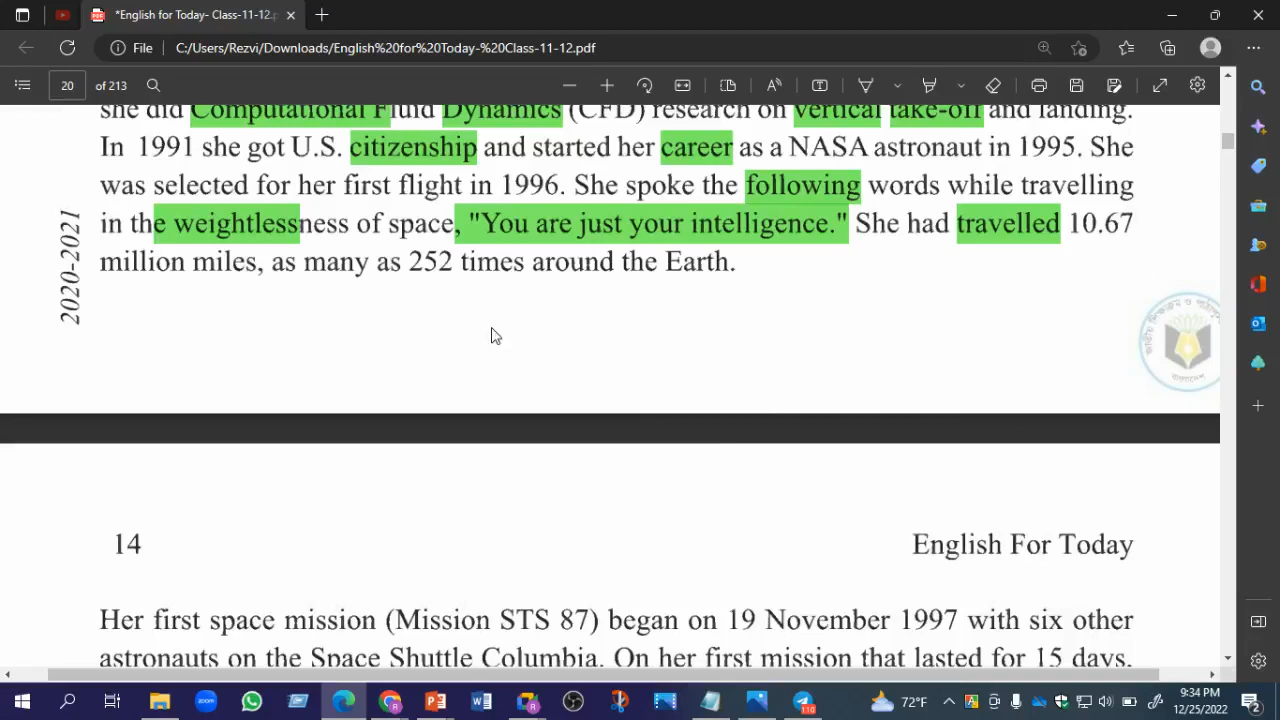 *English for Today- Class-11-12.p
File C:/Users/Rezvi/Downloads/English%20for%20Today-%20Class-11-12.pdf
20 of 213
she did Computational Fluid Dynamics (CFD) research on vertical take-off and landing.
In 1991 she got U.S. citizenship and started her career as a NASA astronaut in 1995. She
was selected for her first flight in 1996. She spoke the following words while travelling
in the weightlessness of space, "You are just your intelligence." She had travelled 10.67
million miles, as many as 252 times around the Earth.
2020-2021
14 English For Today
Her first space mission (Mission STS 87) began on 19 November 1997 with six other
astronauts on the Space Shuttle Columbia. On her first mission that lasted for 15 days,
72°F
9:34 PM
12/25/2022